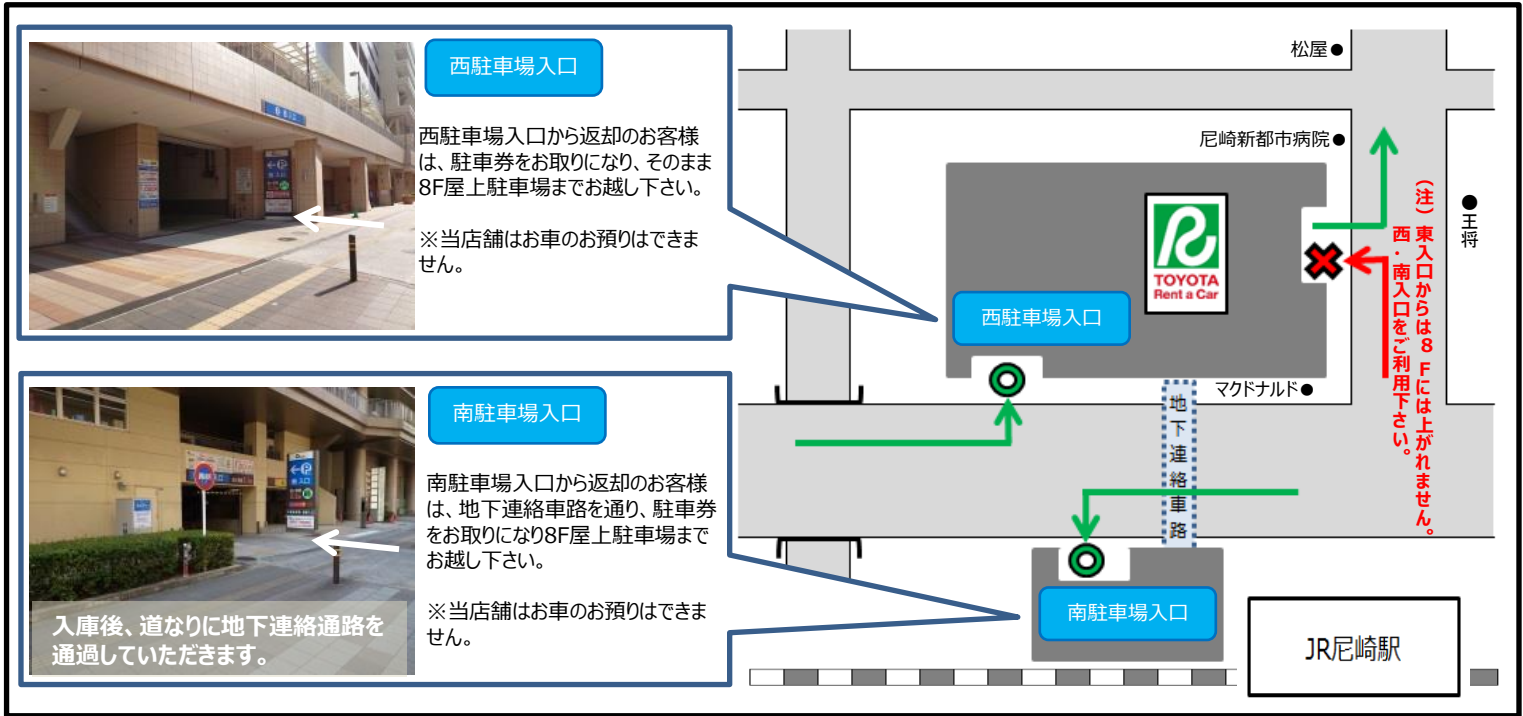 西駐車場入口
西駐車場入口から返却のお客様
は、駐車券をお取りになり、そのまま
8F屋上駐車場までお越し下さい。
※当店舗はお車のお預りはできま
せん。
南駐車場入口
南駐車場入口から返却のお客様
は、地下連絡車路を通り、駐車券
をお取りになり8F屋上駐車場まで
お越し下さい。
※当店舗はお車のお預りはできま
せん。
入庫後、道なりに地下連絡通路を
通過していただきます。
松屋●
尼崎新都市病院●
●王将
TOYOTA
Rent a Car
西駐車場入口
(注)東入口からは8Fには上がれません。
西・南入口をご利用下さい。
マクドナルド●
地下連絡車路
南駐車場入口
JR尼崎駅